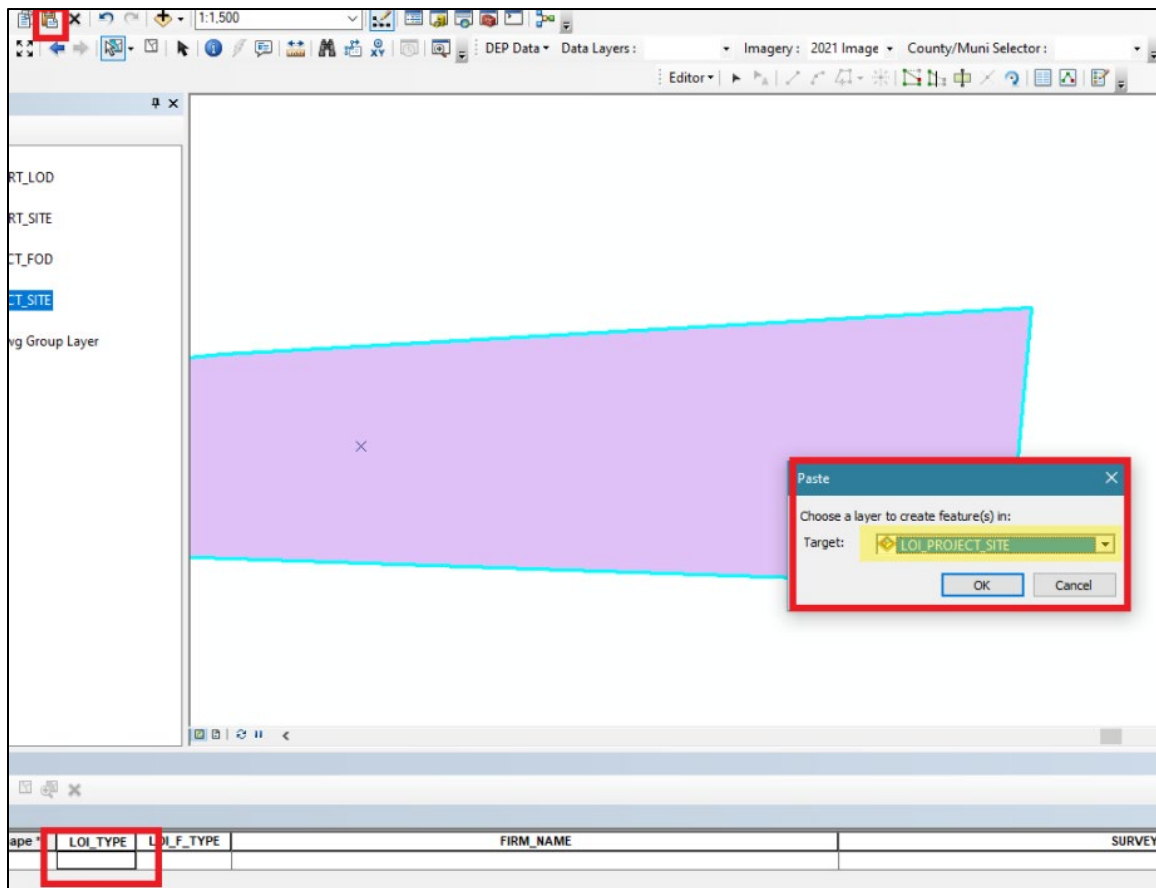 1:1,500
DEP Data Data Layers: Imagery: 2021 Image County/Muni Selector:
Editor
RT_LOD
RT_SITE
CT_FOD
CT_SITE
vg Group Layer
Paste
Choose a layer to create feature(s) in:
Target: LOI_PROJECT_SITE
OK Cancel
ape * LOI_TYPE LOI_F_TYPE FIRM_NAME SURVEY